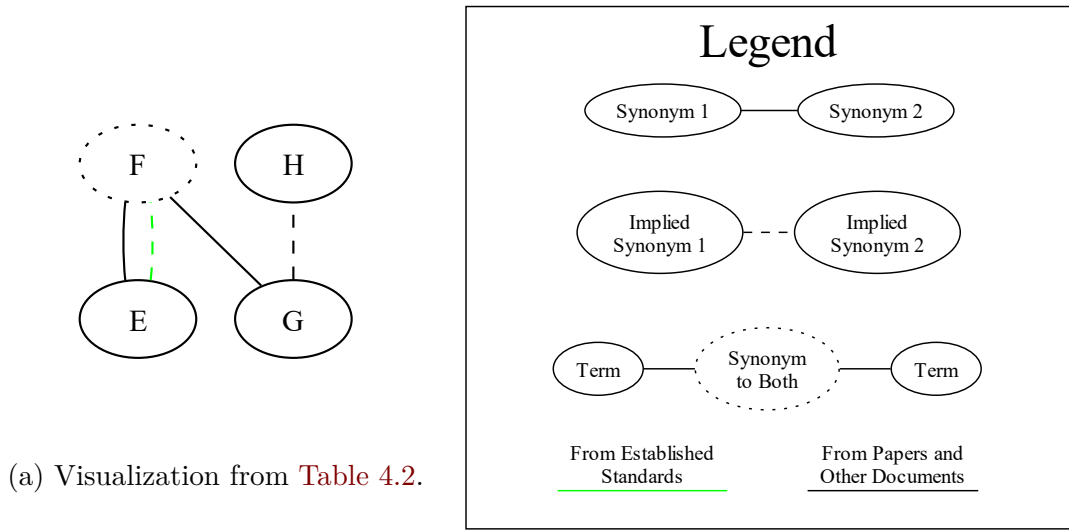 F
H
E
G
(a) Visualization from Table 4.2.
Legend
Synonym 1
Synonym 2
Implied
Synonym 1
Implied
Synonym 2
Term
Synonym
to Both
Term
From Established
Standards
From Papers and
Other Documents